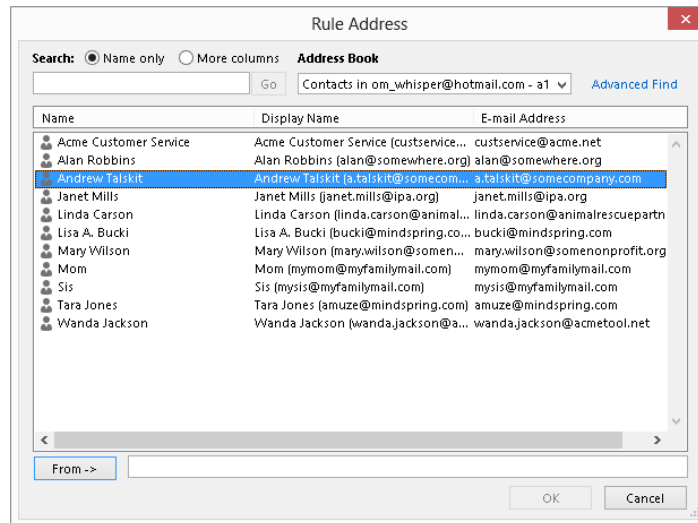 Rule Address
Search: Name only More columns Address Book
Go Contacts in om_whisper@hotmail.com - a1 Advanced Find
Name Display Name E-mail Address
Acme Customer Service Acme Customer Service (custservice... custservice@acme.net
Alan Robbins Alan Robbins (alan@somewhere.org) alan@somewhere.org
Andrew Talskit Andrew Talskit (a.talskit@somecom... a.talskit@somecompany.com
Janet Mills Janet Mills (janet.mills@ipa.org) janet.mills@ipa.org
Linda Carson Linda Carson (linda.carson@animal... linda.carson@animalrescuepartn
Lisa A. Bucki Lisa A. Bucki (bucki@mindspring.co... bucki@mindspring.com
Mary Wilson Mary Wilson (mary.wilson@somen... mary.wilson@somenonprofit.org
Mom Mom (mymom@myfamilymail.com) mymom@myfamilymail.com
Sis Sis (mysis@myfamilymail.com) mysis@myfamilymail.com
Tara Jones Tara Jones (amuze@mindspring.com) amuze@mindspring.com
Wanda Jackson Wanda Jackson (wanda.jackson@a... wanda.jackson@acmetool.net
From ->
OK Cancel